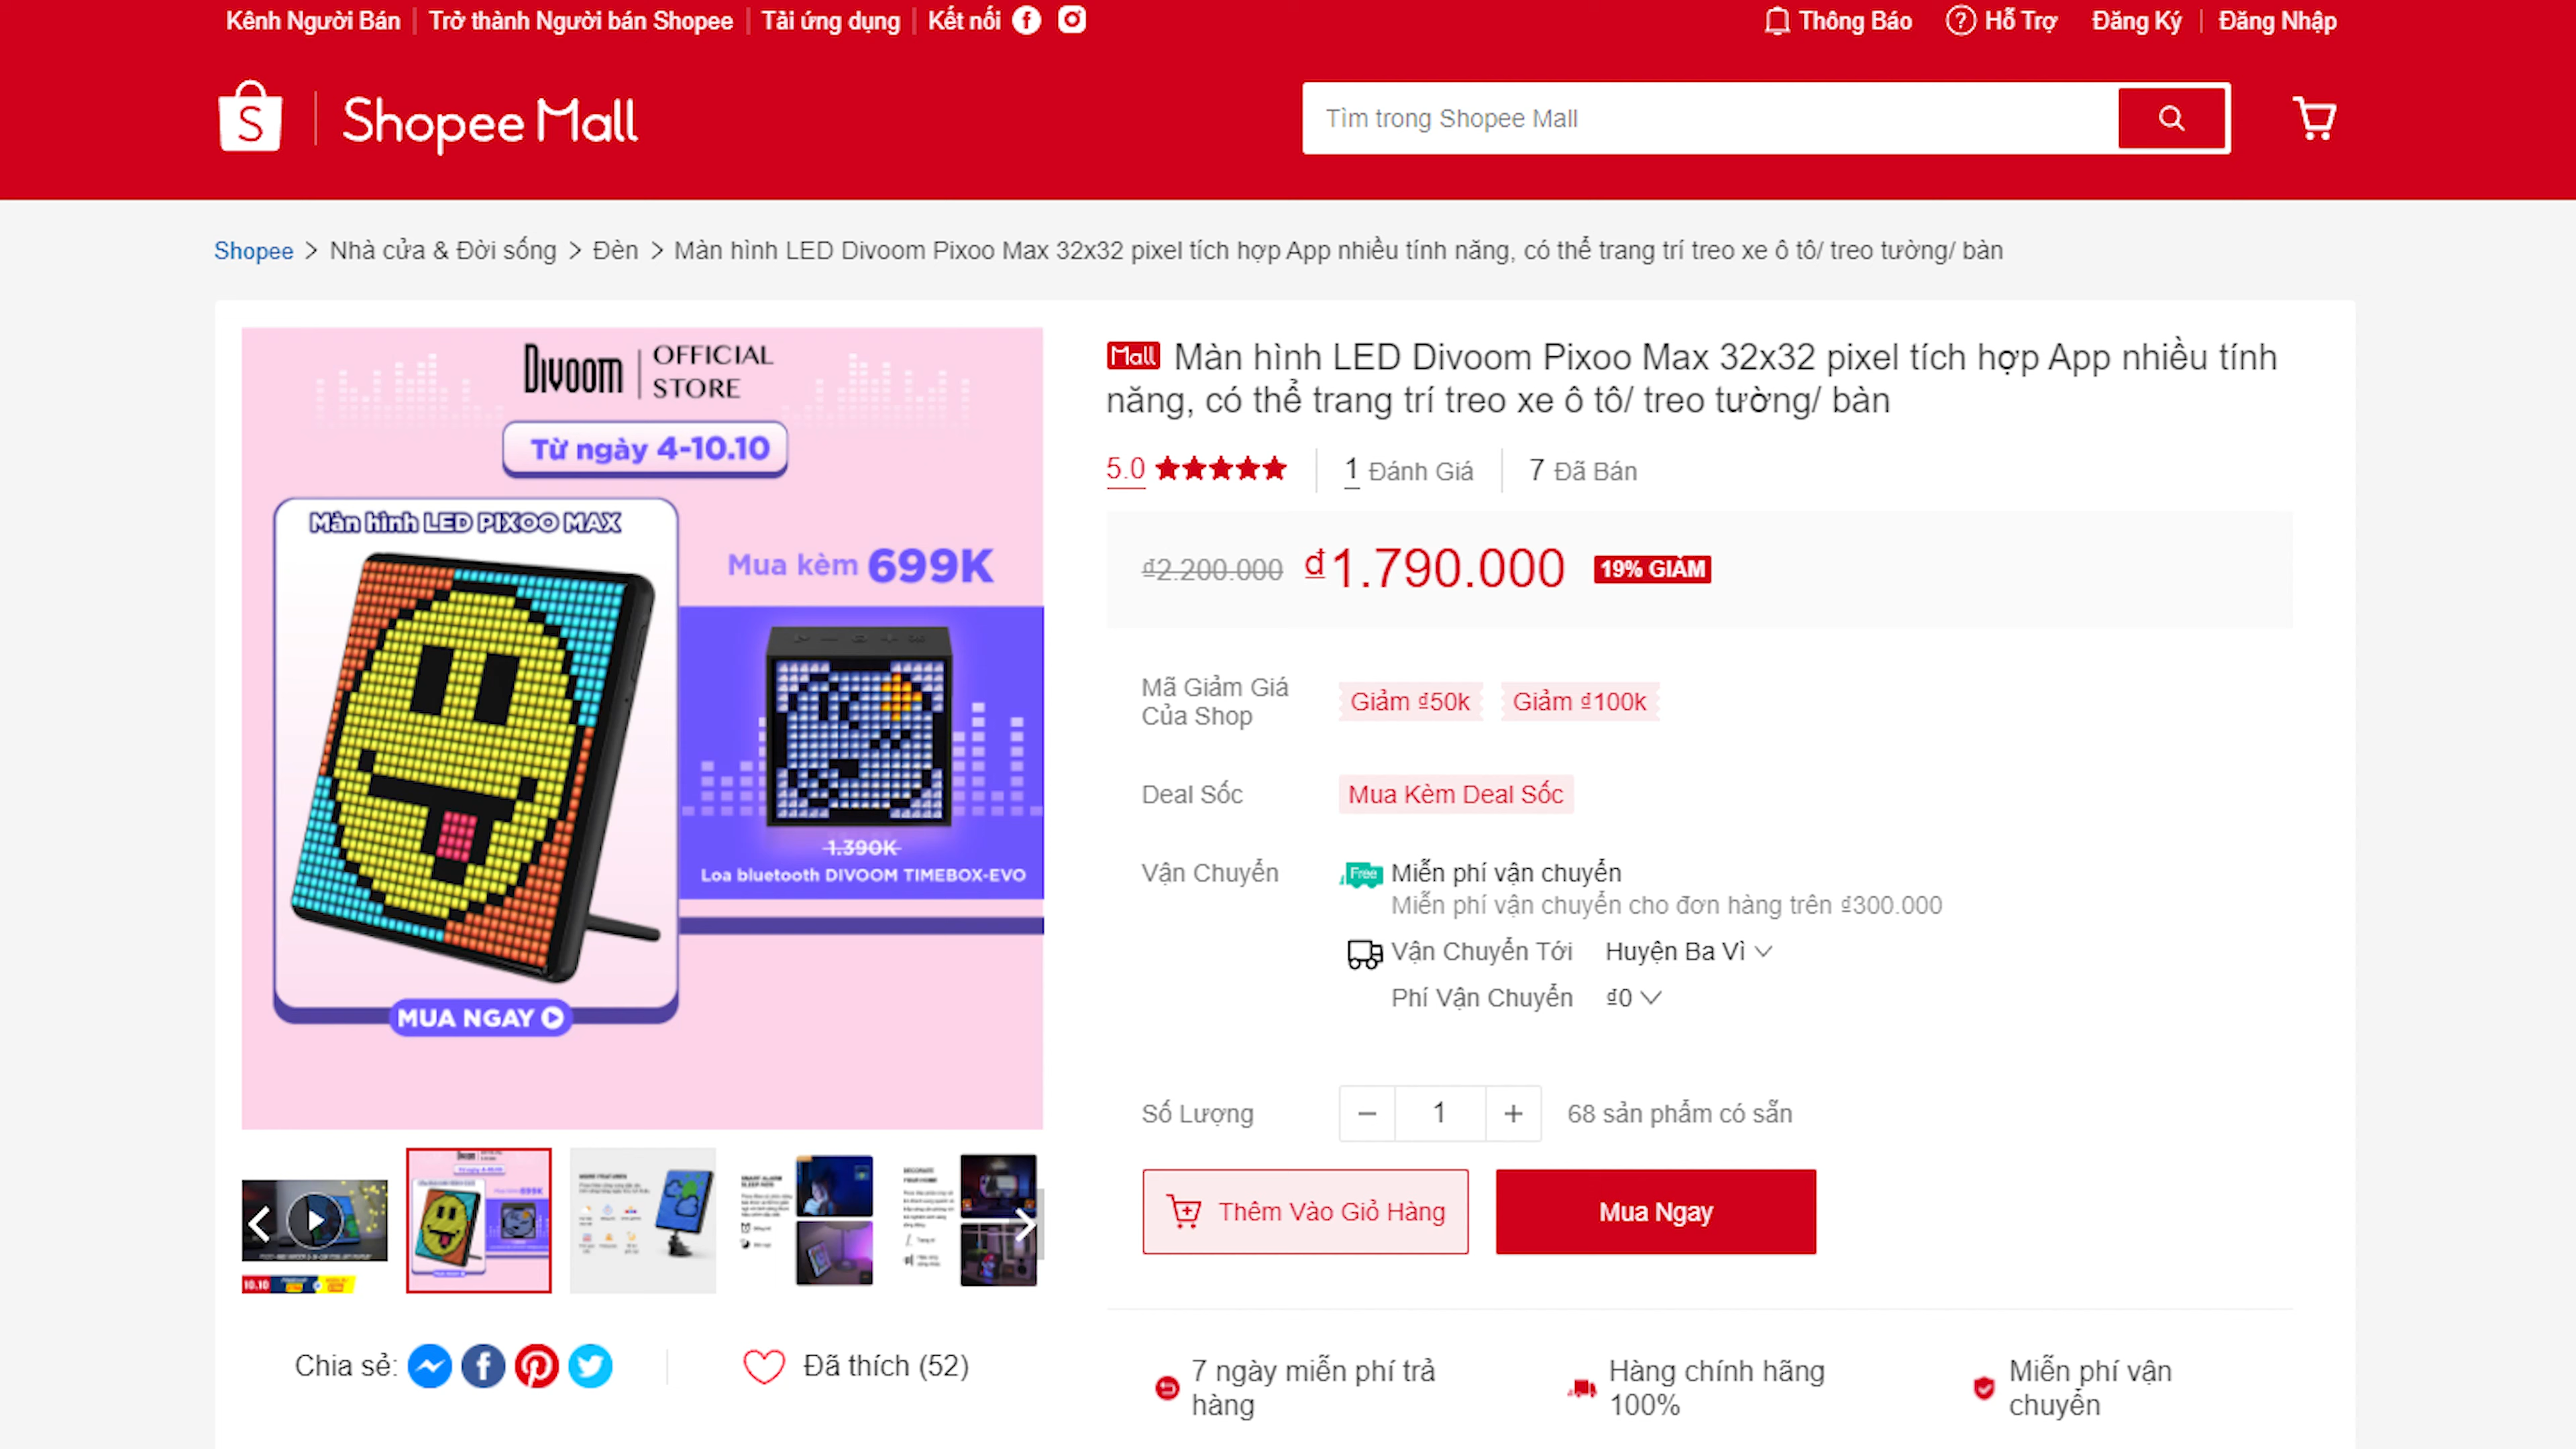 Kênh Người Bán | Trở thành Người bán Shopee | Tải ứng dụng | Kết nối
Thông Báo Hỗ Trợ Đăng Ký | Đăng Nhập
Shopee Mall
Tìm trong Shopee Mall
Shopee > Nhà cửa & Đời sống > Đèn > Màn hình LED Divoom Pixoo Max 32x32 pixel tích hợp App nhiều tính năng, có thể trang trí treo xe ô tô/ treo tường/ bàn
Divoom | OFFICIAL
STORE
Từ ngày 4-10.10
Màn hình LED PIXOO MAX
Mua kèm 699K
1.390K
Loa bluetooth DIVOOM TIMEBOX-EVO
MUA NGAY
10.10
Chia sẻ:
Đã thích (52)
Mall Màn hình LED Divoom Pixoo Max 32x32 pixel tích hợp App nhiều tính
năng, có thể trang trí treo xe ô tô/ treo tường/ bàn
5.0 1 Đánh Giá 7 Đã Bán
₫2.200.000 ₫1.790.000 19% GIẢM
Mã Giảm Giá
Của Shop
Giảm ₫50k Giảm ₫100k
Deal Sốc Mua Kèm Deal Sốc
Vận Chuyển Free Miễn phí vận chuyển
Miễn phí vận chuyển cho đơn hàng trên ₫300.000
Vận Chuyển Tới Huyện Ba Vì
Phí Vận Chuyển ₫0
Số Lượng − 1 + 68 sản phẩm có sẵn
Thêm Vào Giỏ Hàng Mua Ngay
7 ngày miễn phí trả
hàng
Hàng chính hãng
100%
Miễn phí vận
chuyển